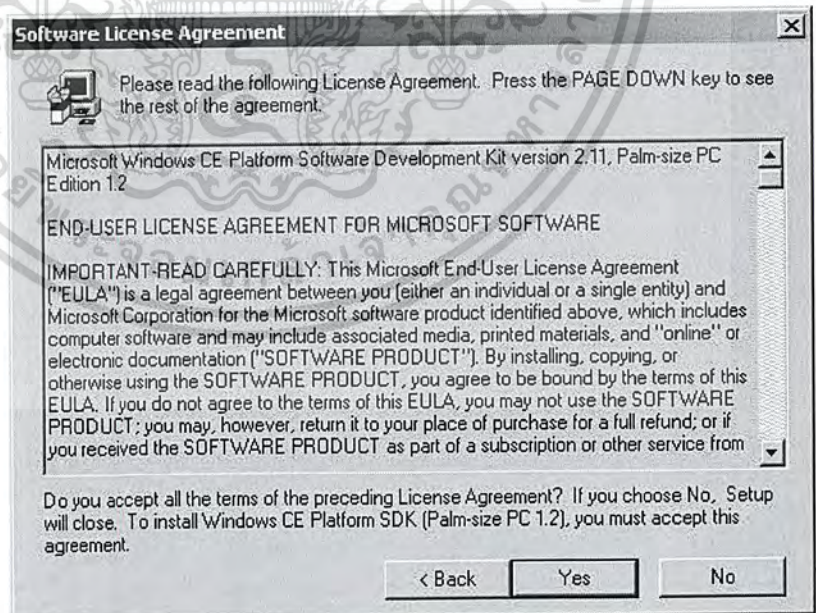 Software License Agreement
Please read the following License Agreement. Press the PAGE DOWN key to see
the rest of the agreement.
Microsoft Windows CE Platform Software Development Kit version 2.11, Palm-size PC
Edition 1.2
END-USER LICENSE AGREEMENT FOR MICROSOFT SOFTWARE
IMPORTANT-READ CAREFULLY: This Microsoft End-User License Agreement
("EULA") is a legal agreement between you (either an individual or a single entity) and
Microsoft Corporation for the Microsoft software product identified above, which includes
computer software and may include associated media, printed materials, and "online" or
electronic documentation ("SOFTWARE PRODUCT"). By installing, copying, or
otherwise using the SOFTWARE PRODUCT, you agree to be bound by the terms of this
EULA. If you do not agree to the terms of this EULA, you may not use the SOFTWARE
PRODUCT; you may, however, return it to your place of purchase for a full refund; or if
you received the SOFTWARE PRODUCT as part of a subscription or other service from
Do you accept all the terms of the preceding License Agreement? If you choose No, Setup
will close. To install Windows CE Platform SDK (Palm-size PC 1.2), you must accept this
agreement.
< Back
Yes
No